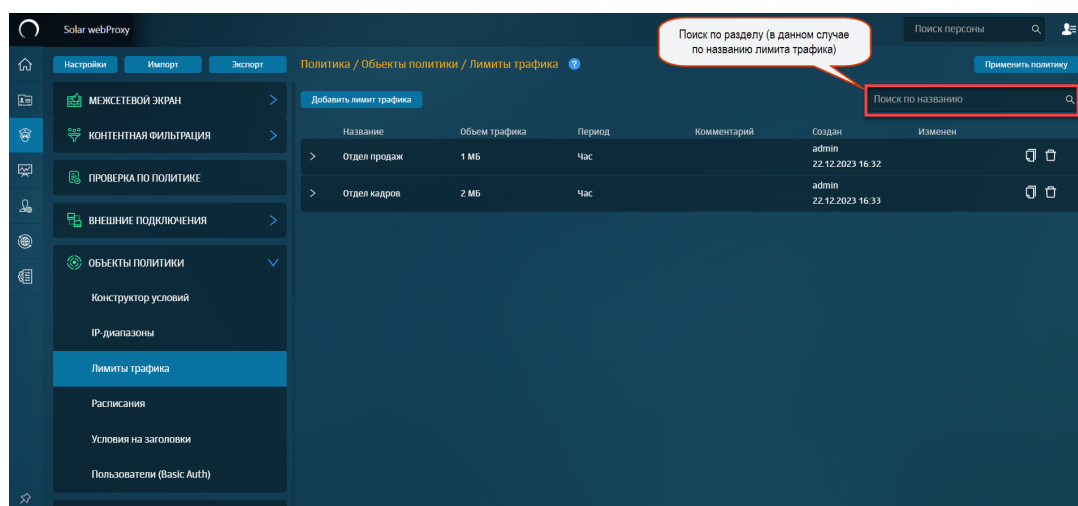 Solar webProxy
Поиск по разделу (в данном случае
по названию лимита трафика)
Поиск персоны
Настройки Импорт Экспорт
Политика / Объекты политики / Лимиты трафика ?
Применить политику
МЕЖСЕТЕВОЙ ЭКРАН
Добавить лимит трафика
Поиск по названию
КОНТЕНТНАЯ ФИЛЬТРАЦИЯ
Название Объем трафика Период Комментарий Создан Изменен
Отдел продаж 1 МБ Час admin
22.12.2023 16:32
ПРОВЕРКА ПО ПОЛИТИКЕ
Отдел кадров 2 МБ Час admin
22.12.2023 16:33
ВНЕШНИЕ ПОДКЛЮЧЕНИЯ
ОБЪЕКТЫ ПОЛИТИКИ
Конструктор условий
IP-диапазоны
Лимиты трафика
Расписания
Условия на заголовки
Пользователи (Basic Auth)